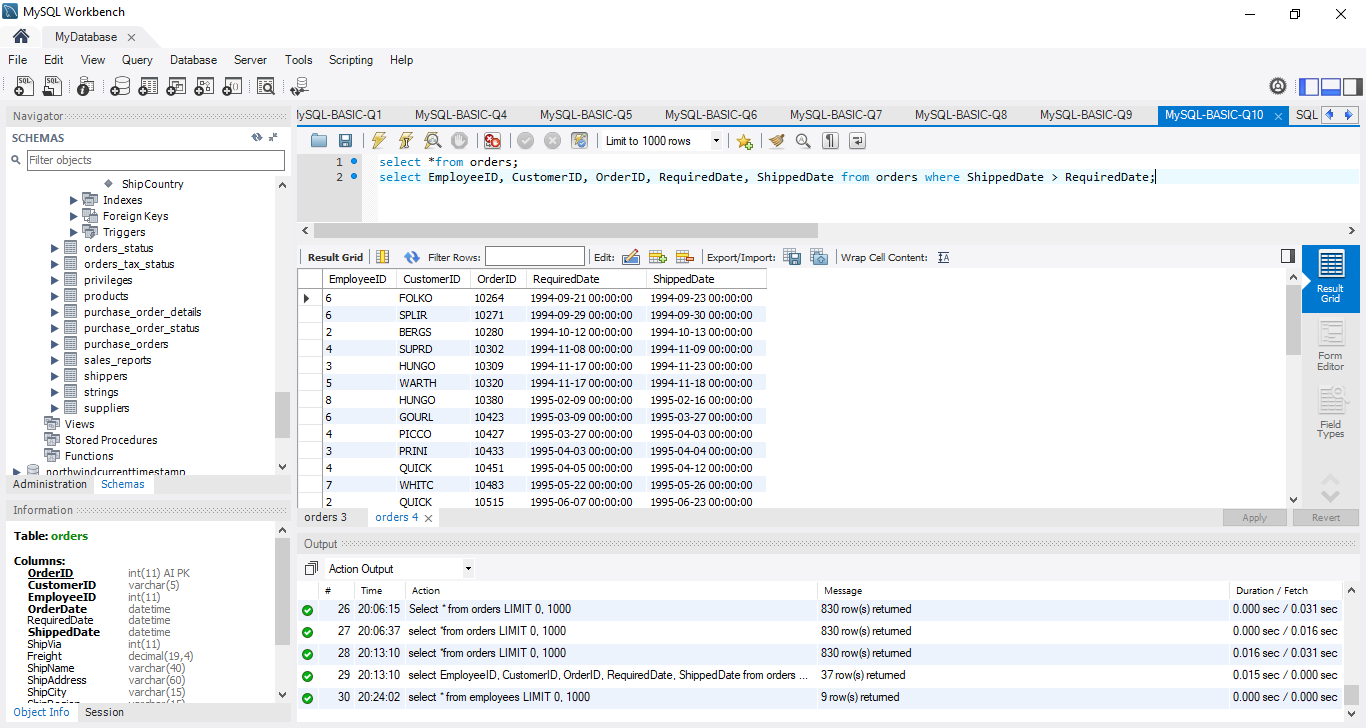 MySQL Workbench
MyDatabase
File Edit View Query Database Server Tools Scripting Help
Navigator
SCHEMAS
Filter objects
ShipCountry
Indexes
Foreign Keys
Triggers
orders_status
orders_tax_status
privileges
products
purchase_order_details
purchase_order_status
purchase_orders
sales_reports
shippers
strings
suppliers
Views
Stored Procedures
Functions
northwindcurrenttimestamp
Administration Schemas
Information
Table: orders
Columns:
OrderID int(11) AI PK
CustomerID varchar(5)
EmployeeID int(11)
OrderDate datetime
RequiredDate datetime
ShippedDate datetime
ShipVia int(11)
Freight decimal(19,4)
ShipName varchar(40)
ShipAddress varchar(60)
ShipCity varchar(15)
Object Info Session
MySQL-BASIC-Q1 MySQL-BASIC-Q4 MySQL-BASIC-Q5 MySQL-BASIC-Q6 MySQL-BASIC-Q7 MySQL-BASIC-Q8 MySQL-BASIC-Q9 MySQL-BASIC-Q10 SQL
Limit to 1000 rows
1 select *from orders;
2 select EmployeeID, CustomerID, OrderID, RequiredDate, ShippedDate from orders where ShippedDate > RequiredDate;
Result Grid Filter Rows: Edit: Export/Import: Wrap Cell Content:
EmployeeID CustomerID OrderID RequiredDate ShippedDate
6 FOLKO 10264 1994-09-21 00:00:00 1994-09-23 00:00:00
6 SPLIR 10271 1994-09-29 00:00:00 1994-09-30 00:00:00
2 BERGS 10280 1994-10-12 00:00:00 1994-10-13 00:00:00
4 SUPRD 10302 1994-11-08 00:00:00 1994-11-09 00:00:00
3 HUNGO 10309 1994-11-17 00:00:00 1994-11-23 00:00:00
5 WARTH 10320 1994-11-17 00:00:00 1994-11-18 00:00:00
8 HUNGO 10380 1995-02-09 00:00:00 1995-02-16 00:00:00
6 GOURL 10423 1995-03-09 00:00:00 1995-03-27 00:00:00
4 PICCO 10427 1995-03-27 00:00:00 1995-04-03 00:00:00
3 PRINI 10433 1995-04-03 00:00:00 1995-04-04 00:00:00
4 QUICK 10451 1995-04-05 00:00:00 1995-04-12 00:00:00
7 WHITC 10483 1995-05-22 00:00:00 1995-05-26 00:00:00
2 QUICK 10515 1995-06-07 00:00:00 1995-06-23 00:00:00
Result
Grid
Form
Editor
Field
Types
orders 3 orders 4 Apply Revert
Output
Action Output
# Time Action Message Duration / Fetch
26 20:06:15 Select * from orders LIMIT 0, 1000 830 row(s) returned 0.000 sec / 0.031 sec
27 20:06:37 select *from orders LIMIT 0, 1000 830 row(s) returned 0.000 sec / 0.016 sec
28 20:13:10 select *from orders LIMIT 0, 1000 830 row(s) returned 0.016 sec / 0.031 sec
29 20:13:10 select EmployeeID, CustomerID, OrderID, RequiredDate, ShippedDate from orders ... 37 row(s) returned 0.015 sec / 0.000 sec
30 20:24:02 select * from employees LIMIT 0, 1000 9 row(s) returned 0.000 sec / 0.000 sec